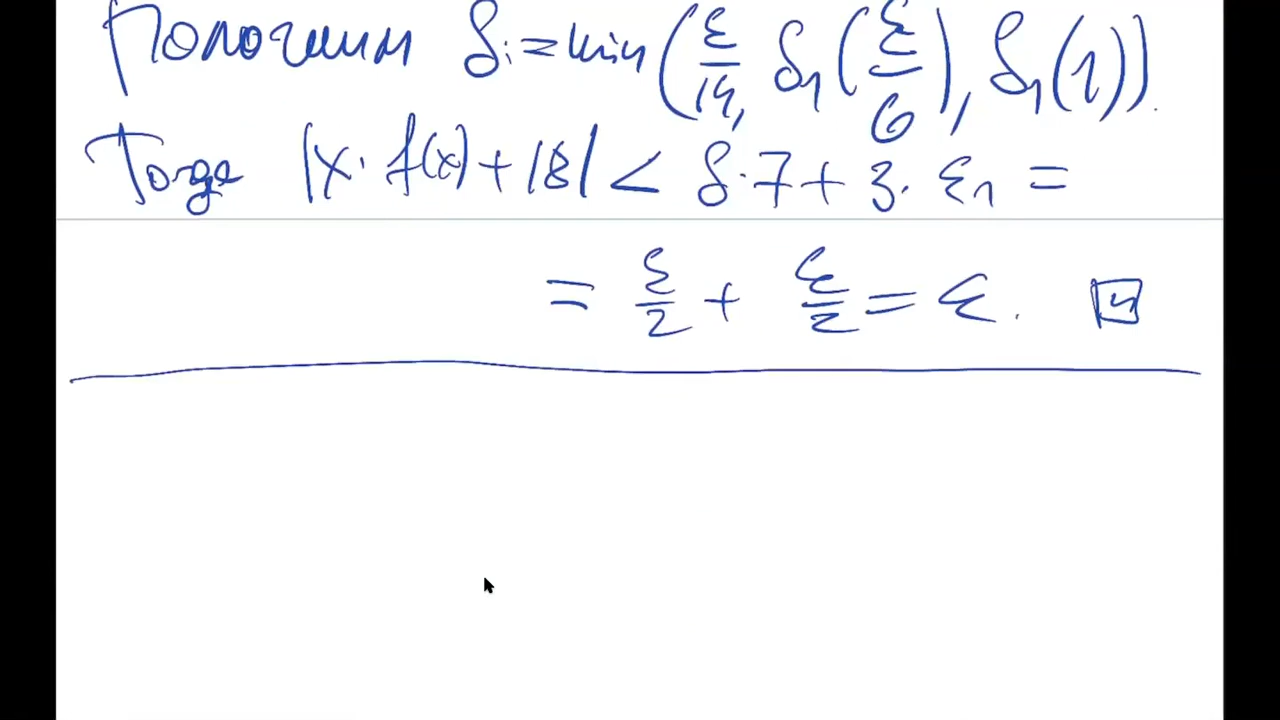 Положим δ:=min(ε/14, δ₁(ε/6), δ₁(1)).
Тогда |x·f(x)+18| < δ·7+3·ε₁ =
= ε/2 + ε/2 = ε.